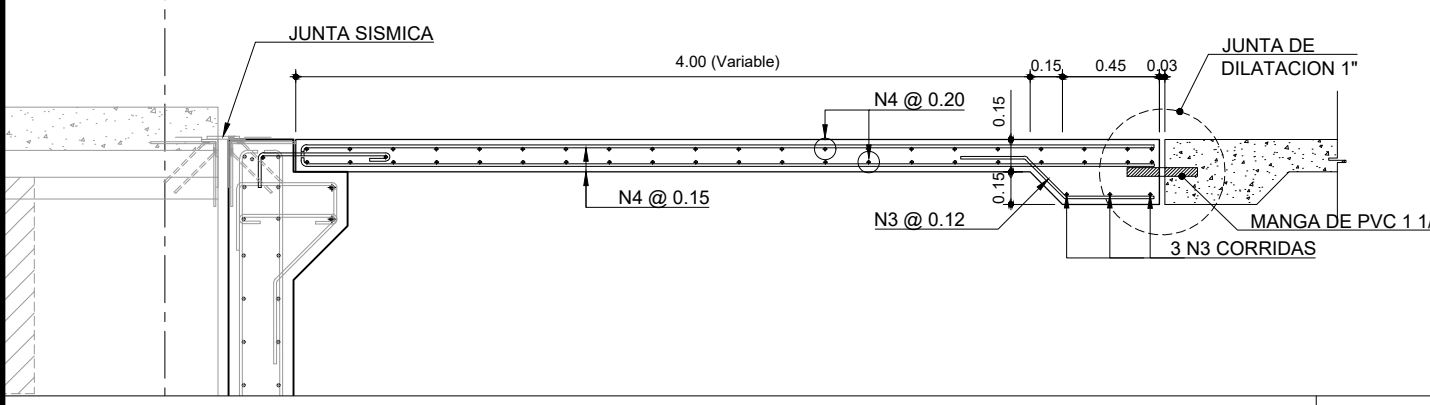 JUNTA SISMICA
4.00 (Variable)
0.15
0.45
0.03
JUNTA DE
DILATACION 1"
N4 @ 0.20
0.15
0.15
N4 @ 0.15
N3 @ 0.12
MANGA DE PVC 1 1/
3 N3 CORRIDAS